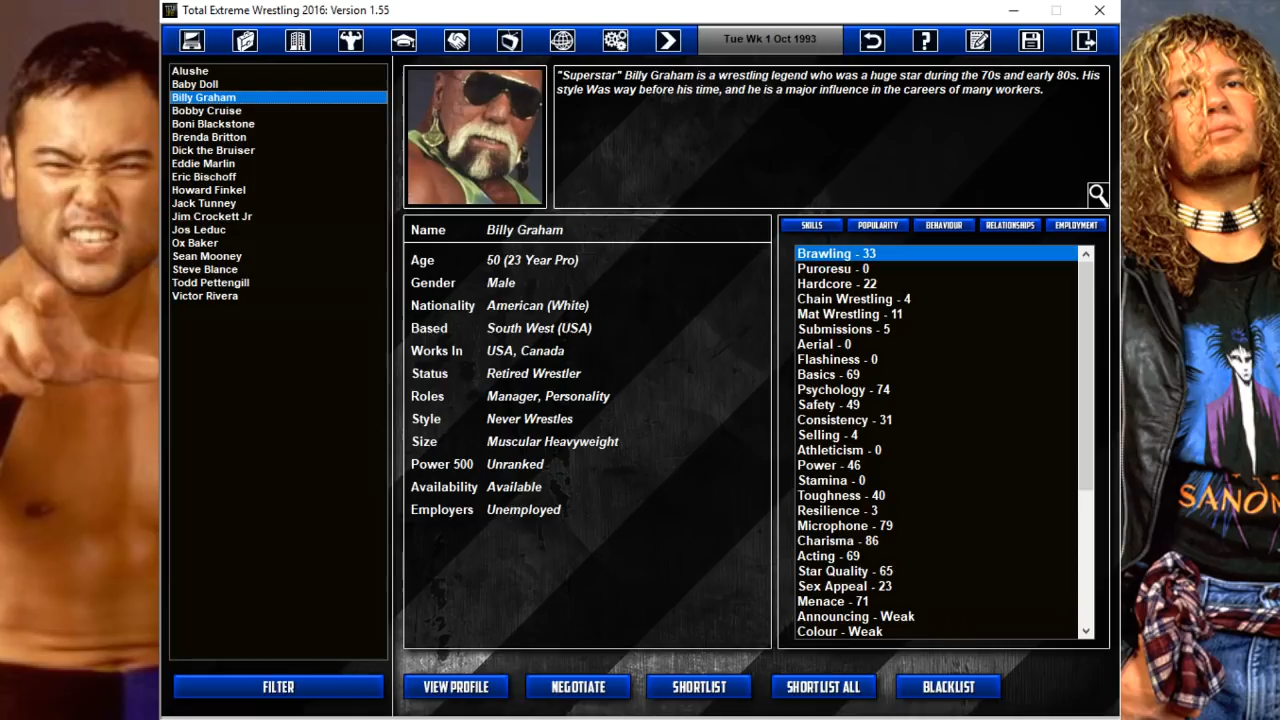 Total Extreme Wrestling 2016: Version 1.55
Tue Wk 1 Oct 1993
Alushe
Baby Doll
Billy Graham
Bobby Cruise
Boni Blackstone
Brenda Britton
Dick the Bruiser
Eddie Marlin
Eric Bischoff
Howard Finkel
Jack Tunney
Jim Crockett Jr
Jos Leduc
Ox Baker
Sean Mooney
Steve Blance
Todd Pettengill
Victor Rivera
FILTER
"Superstar" Billy Graham is a wrestling legend who was a huge star during the 70s and early 80s. His
style Was way before his time, and he is a major influence in the careers of many workers.
Name Billy Graham
Age 50 (23 Year Pro)
Gender Male
Nationality American (White)
Based South West (USA)
Works In USA, Canada
Status Retired Wrestler
Roles Manager, Personality
Style Never Wrestles
Size Muscular Heavyweight
Power 500 Unranked
Availability Available
Employers Unemployed
SKILLS POPULARITY BEHAVIOUR RELATIONSHIPS EMPLOYMENT
Brawling - 33
Puroresu - 0
Hardcore - 22
Chain Wrestling - 4
Mat Wrestling - 11
Submissions - 5
Aerial - 0
Flashiness - 0
Basics - 69
Psychology - 74
Safety - 49
Consistency - 31
Selling - 4
Athleticism - 0
Power - 46
Stamina - 0
Toughness - 40
Resilience - 3
Microphone - 79
Charisma - 86
Acting - 69
Star Quality - 65
Sex Appeal - 23
Menace - 71
Announcing - Weak
Colour - Weak
VIEW PROFILE NEGOTIATE SHORTLIST SHORTLIST ALL BLACKLIST